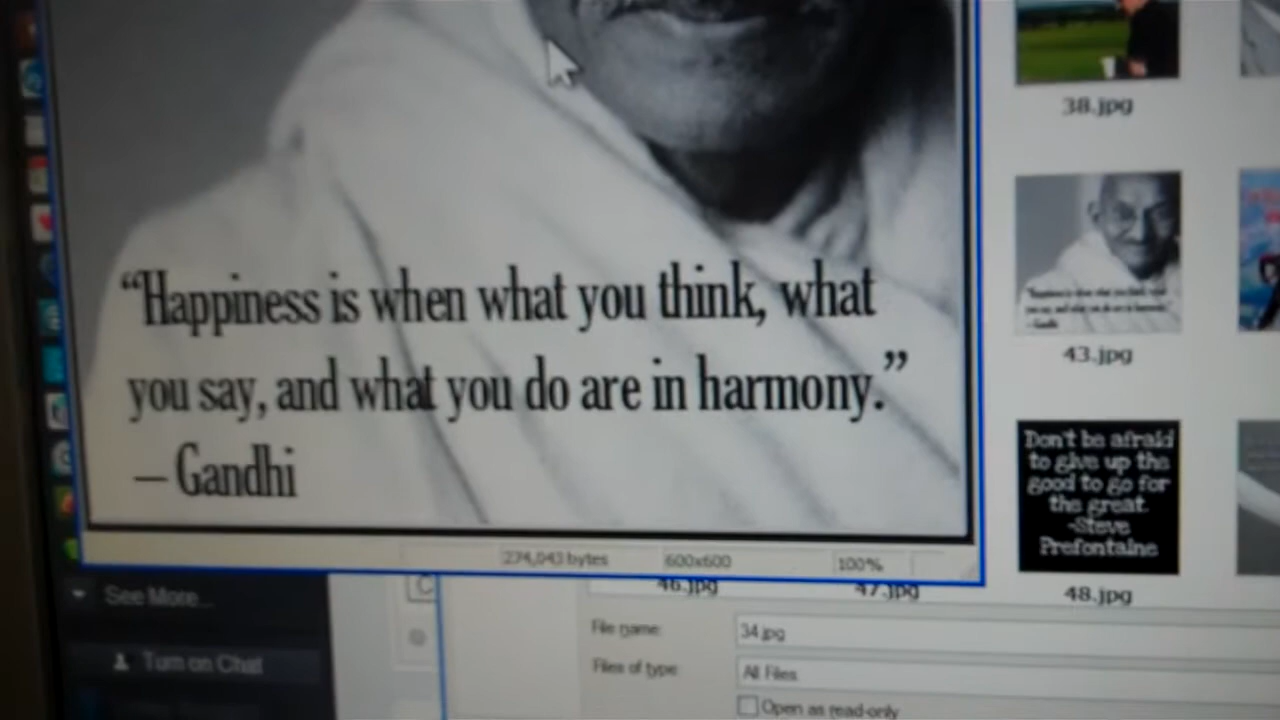 “Happiness is when what you think, what
you say, and what you do are in harmony.”
– Gandhi
274,043 bytes
600x600
100%
38.jpg
43.jpg
Don't be afraid
to give up the
good to go for
the great.
-Steve
Prefontaine
46.jpg
47.jpg
48.jpg
See More...
Turn on Chat
File name:
34.jpg
Files of type:
All Files
Open as read-only